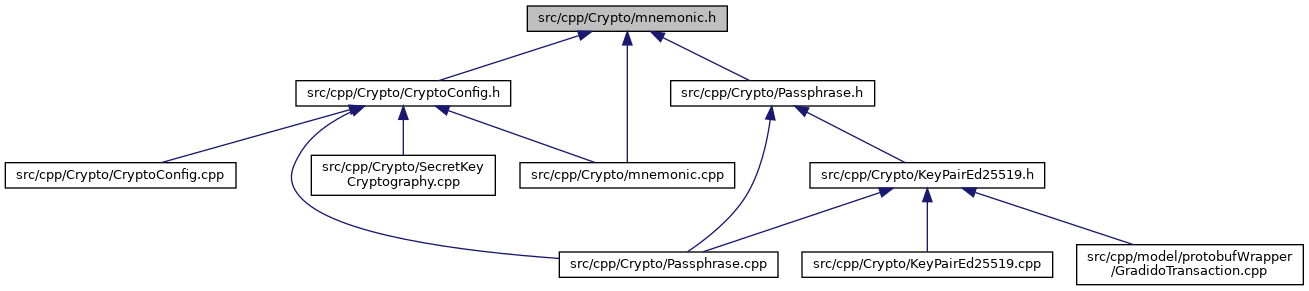 src/cpp/Crypto/mnemonic.h
src/cpp/Crypto/CryptoConfig.h
src/cpp/Crypto/Passphrase.h
src/cpp/Crypto/CryptoConfig.cpp
src/cpp/Crypto/SecretKey
Cryptography.cpp
src/cpp/Crypto/mnemonic.cpp
src/cpp/Crypto/KeyPairEd25519.h
src/cpp/Crypto/Passphrase.cpp
src/cpp/Crypto/KeyPairEd25519.cpp
src/cpp/model/protobufWrapper
/GradidoTransaction.cpp